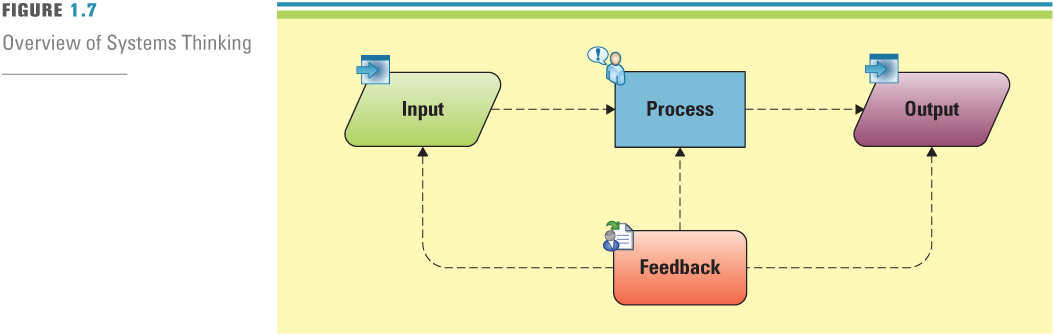 FIGURE 1.7
Overview of Systems Thinking
Input
Process
Output
Feedback